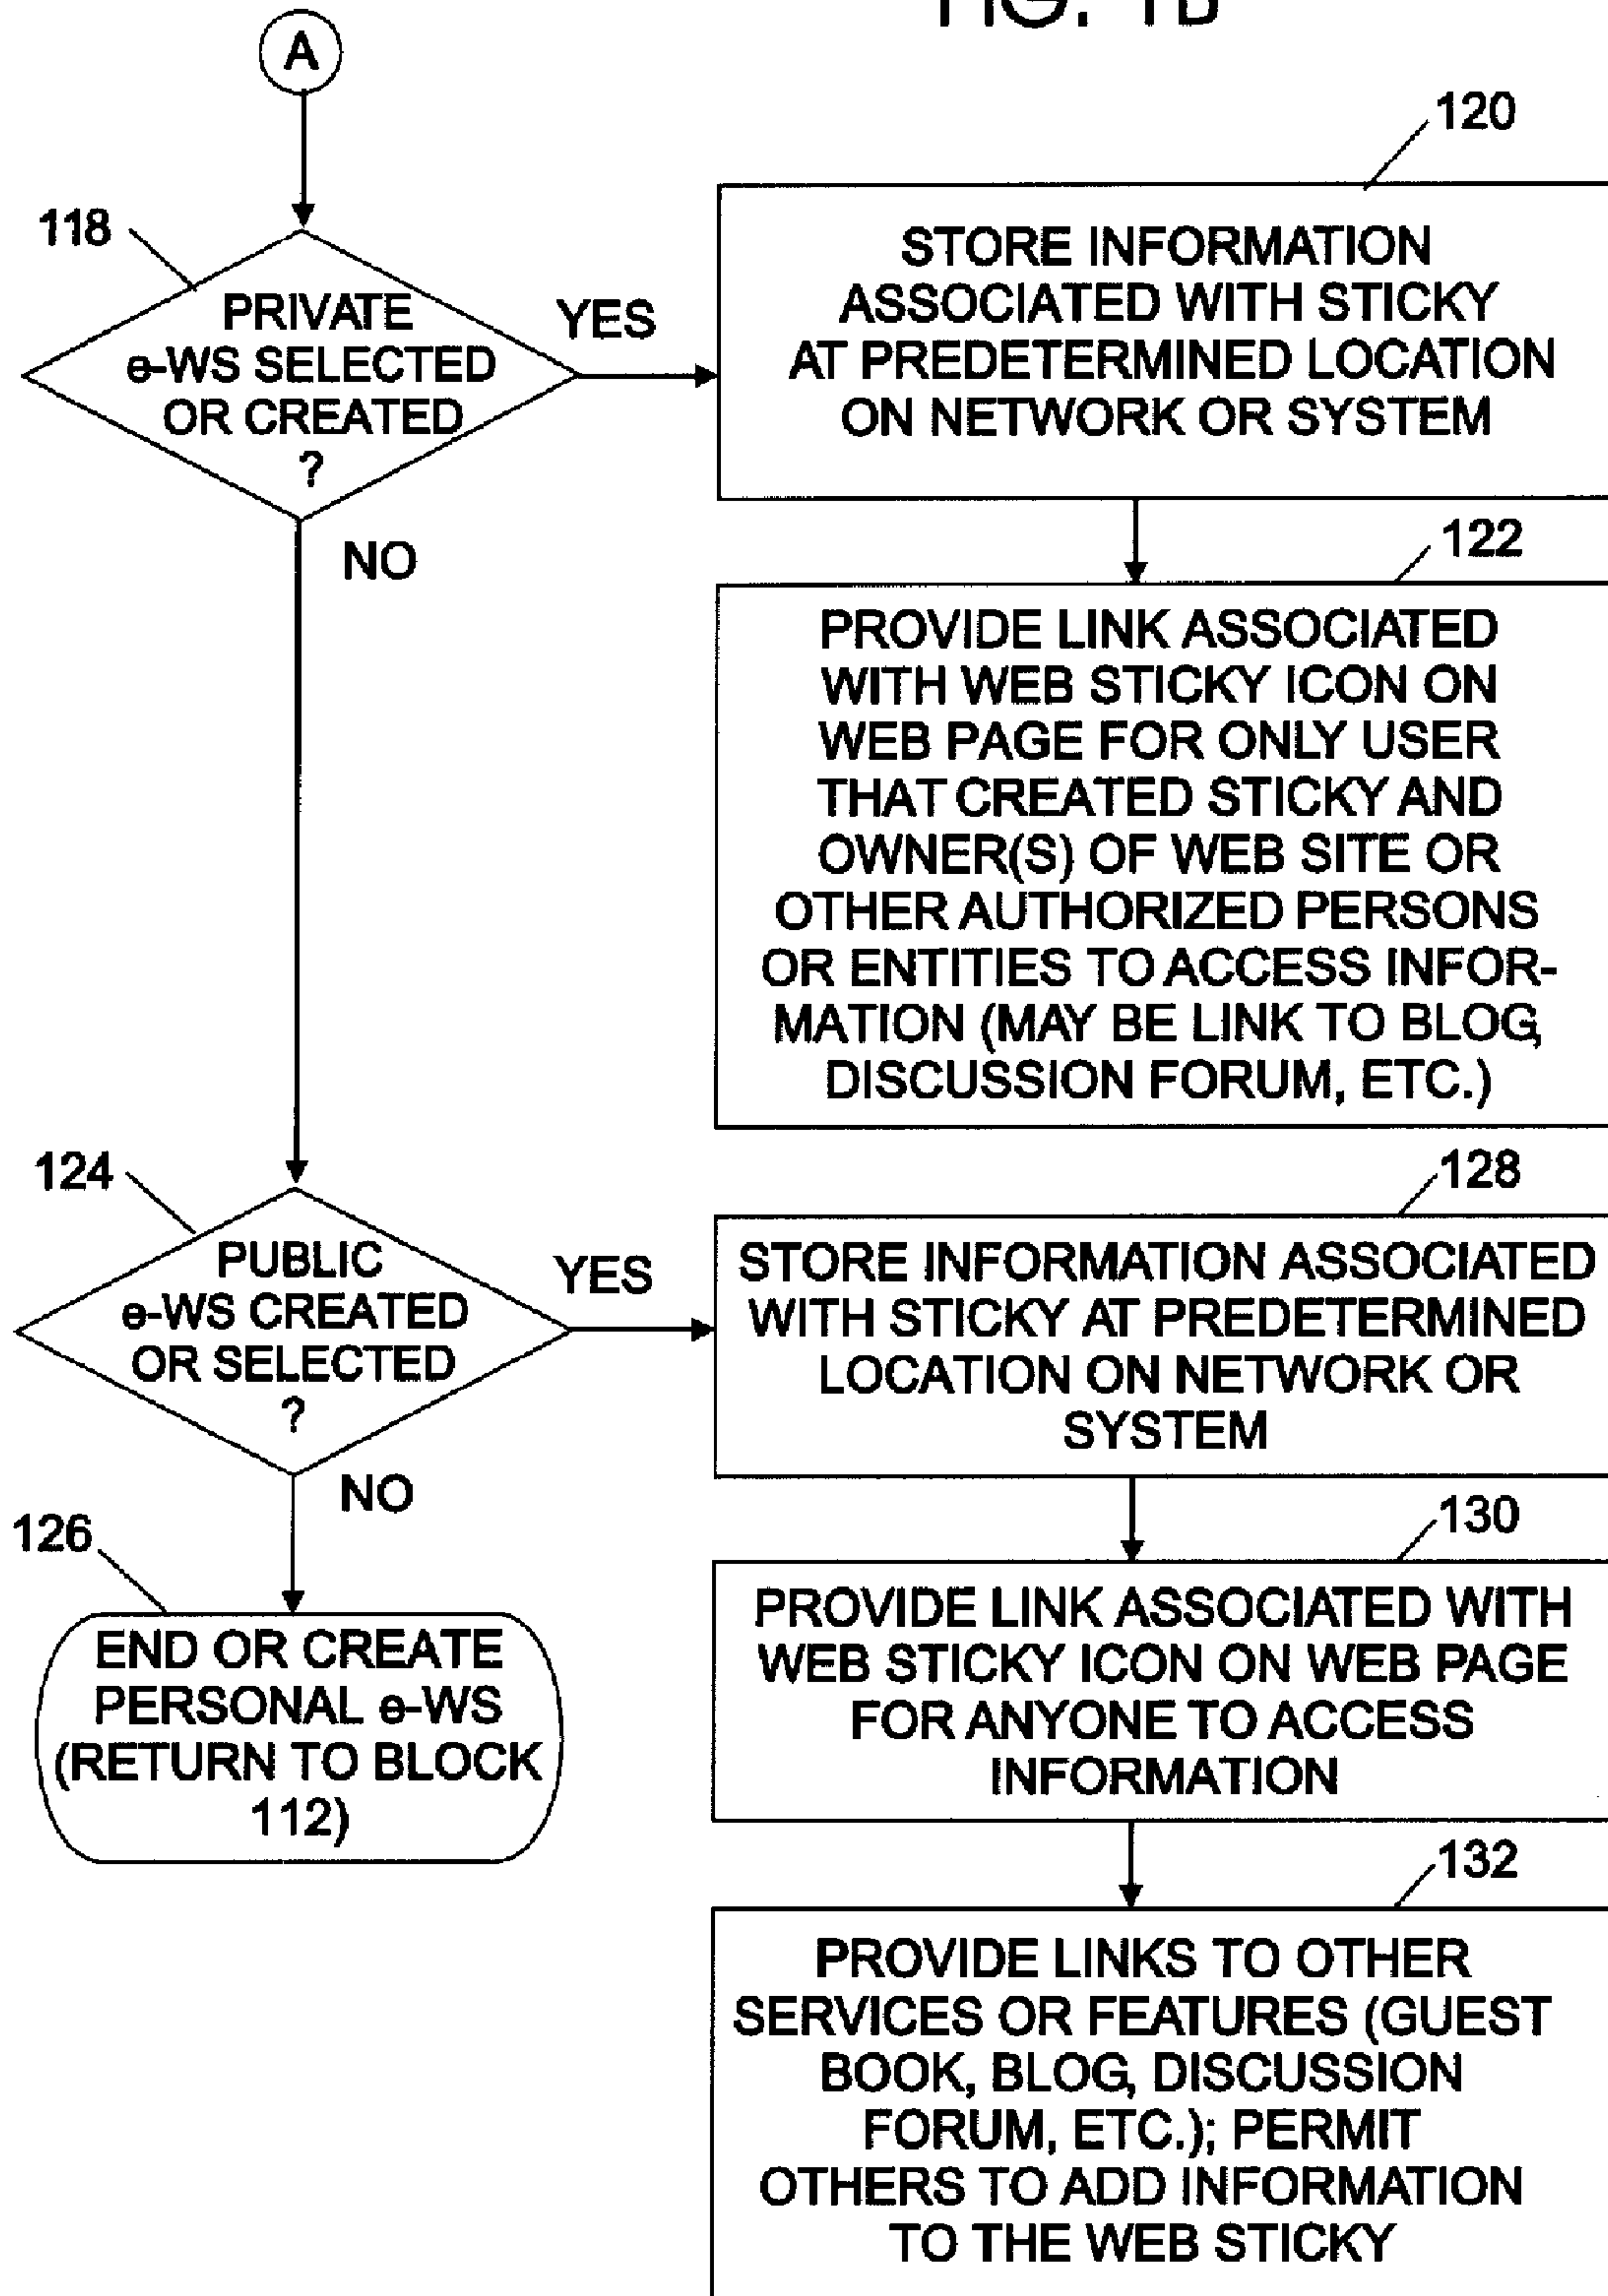 FIG. 1B
A
120
118
PRIVATE
e-WS SELECTED
OR CREATED
?
YES
NO
STORE INFORMATION
ASSOCIATED WITH STICKY
AT PREDETERMINED LOCATION
ON NETWORK OR SYSTEM
122
PROVIDE LINK ASSOCIATED
WITH WEB STICKY ICON ON
WEB PAGE FOR ONLY USER
THAT CREATED STICKY AND
OWNER(S) OF WEB SITE OR
OTHER AUTHORIZED PERSONS
OR ENTITIES TO ACCESS INFOR-
MATION (MAY BE LINK TO BLOG,
DISCUSSION FORUM, ETC.)
124
PUBLIC
e-WS CREATED
OR SELECTED
?
YES
NO
128
STORE INFORMATION ASSOCIATED
WITH STICKY AT PREDETERMINED
LOCATION ON NETWORK OR
SYSTEM
126
END OR CREATE
PERSONAL e-WS
(RETURN TO BLOCK
112)
130
PROVIDE LINK ASSOCIATED WITH
WEB STICKY ICON ON WEB PAGE
FOR ANYONE TO ACCESS
INFORMATION
132
PROVIDE LINKS TO OTHER
SERVICES OR FEATURES (GUEST
BOOK, BLOG, DISCUSSION
FORUM, ETC.); PERMIT
OTHERS TO ADD INFORMATION
TO THE WEB STICKY